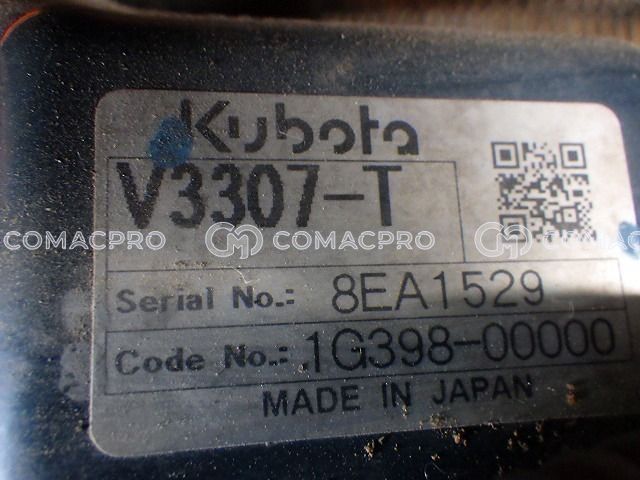 Kubota
V3307-T
COMACPRO COMACPRO
Serial No.: 8EA1529
Code No.: 1G398-00000
MADE IN JAPAN